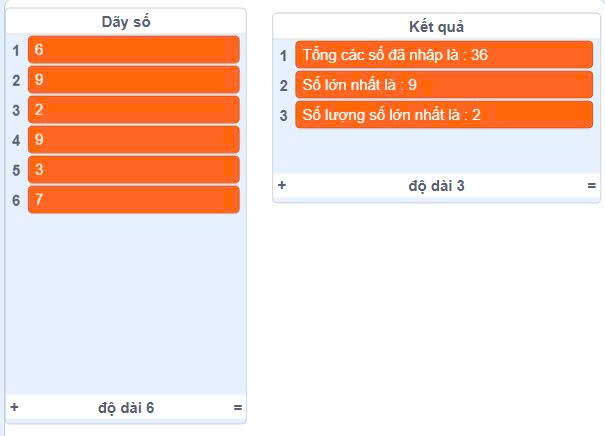 Dãy số
1 6
2 9
3 2
4 9
5 3
6 7
+ độ dài 6 =
Kết quả
1 Tổng các số đã nhập là : 36
2 Số lớn nhất là : 9
3 Số lượng số lớn nhất là : 2
+ độ dài 3 =